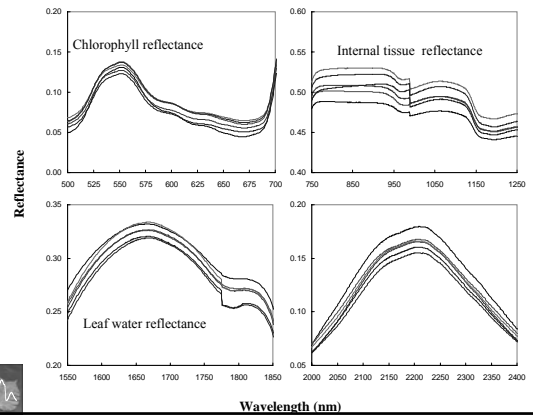 0.20
0.15
0.10
0.05
0.00
500 525 550 575 600 625 650 675 700
Chlorophyll reflectance
0.60
0.55
0.50
0.45
0.40
750 850 950 1050 1150 1250
Internal tissue reflectance
Reflectance
0.35
0.30
0.25
0.20
1550 1600 1650 1700 1750 1800 1850
Leaf water reflectance
0.20
0.15
0.10
0.05
2000 2050 2100 2150 2200 2250 2300 2350 2400
Wavelength (nm)